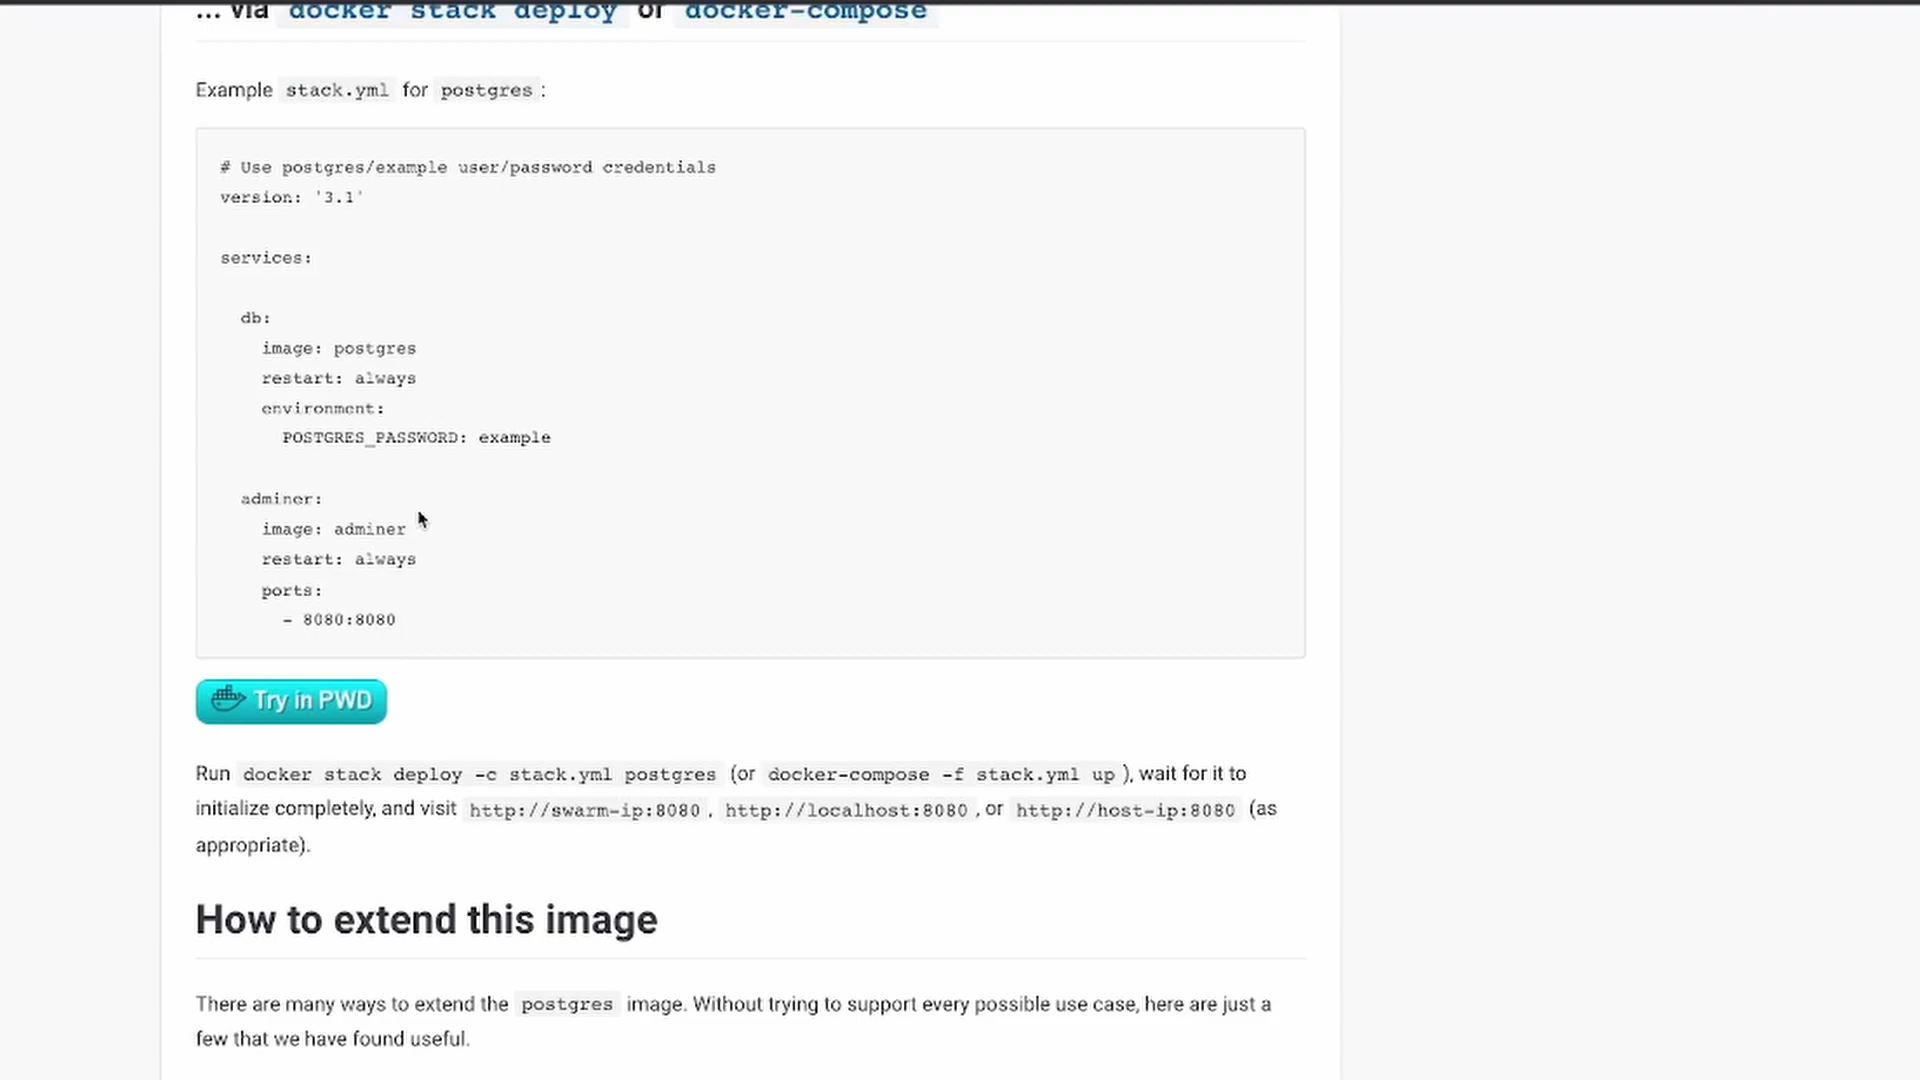 ... via docker stack deploy or docker-compose
Example stack.yml for postgres :
# Use postgres/example user/password credentials
version: '3.1'
services:
db:
image: postgres
restart: always
environment:
POSTGRES_PASSWORD: example
adminer:
image: adminer
restart: always
ports:
- 8080:8080
Try in PWD
Run docker stack deploy -c stack.yml postgres (or docker-compose -f stack.yml up ), wait for it to
initialize completely, and visit http://swarm-ip:8080 , http://localhost:8080 , or http://host-ip:8080 (as
appropriate).
How to extend this image
There are many ways to extend the postgres image. Without trying to support every possible use case, here are just a
few that we have found useful.